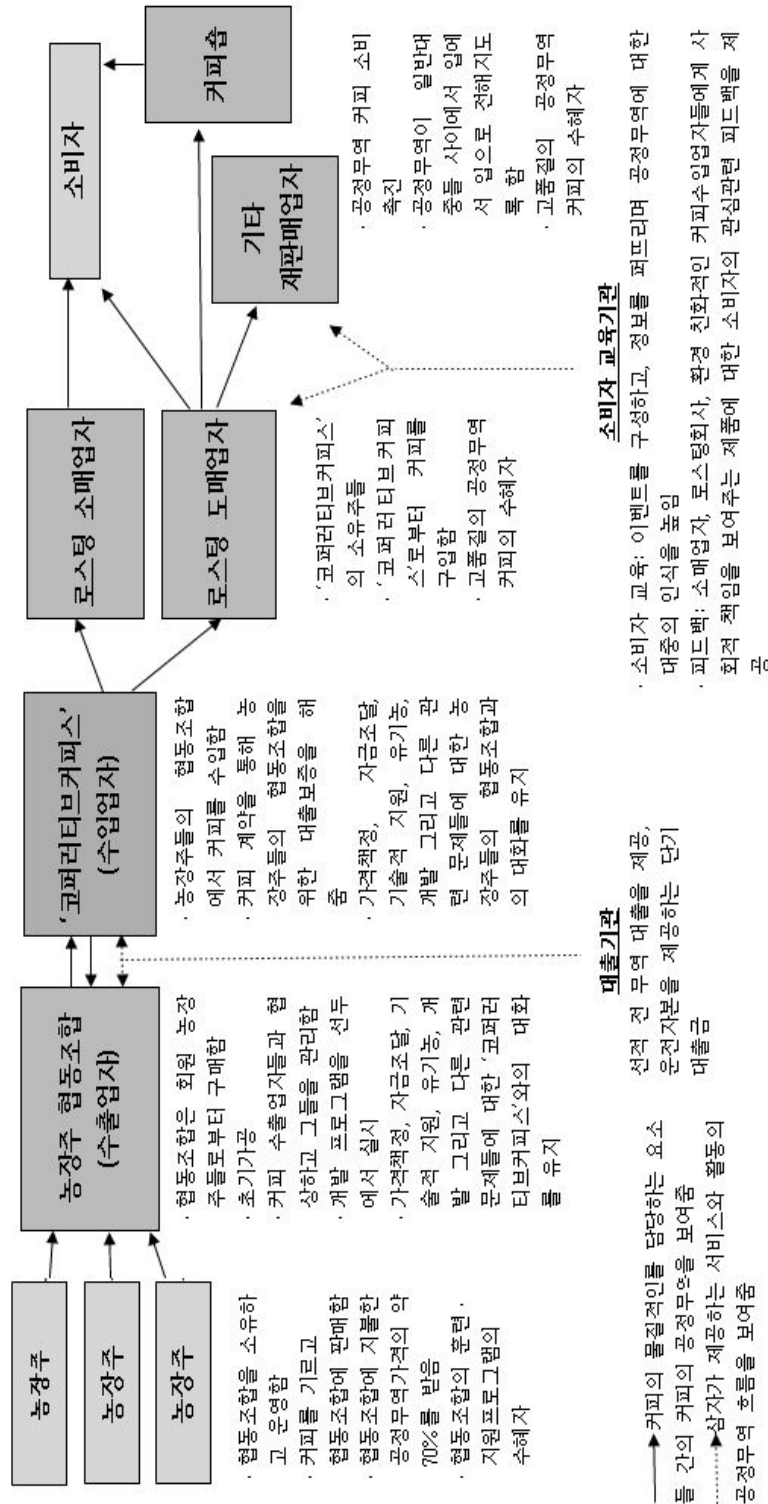 농장주
농장주
농장주
· 협동조합을 소유하
고 운영함
· 커피를 기르고
협동조합에 판매함
· 협동조합에 지불한
공정무역가격의 약
70%를 받음
· 협동조합의 훈련·
지원프로그램의
수혜자
농장주 협동조합
(수출업자)
· 협동조합은 회원 농장
주들로부터 구매함
· 초기가공
· 커피 수출업자들과 협
상하고 그들을 관리함
· 개발 프로그램을 선두
에서 실시
· 가격책정, 자금조달, 기
술적 지원, 유기농, 개
발 그리고 다른 관련
문제들에 대한 '코퍼러
티브커피스'와의 대화
를 유지
'코퍼러티브커피스'
(수입업자)
· 농장주들의 협동조합
에서 커피를 수입함
· 커피 계약을 통해 농
장주들의 협동조합을
위한 대출보증을 해
줌
· 가격책정, 자금조달,
기술적 지원, 유기농,
개발 그리고 다른 관
련 문제들에 대한 농
장주들의 협동조합과
의 대화를 유지
로스팅 소매업자
로스팅 도매업자
· '코퍼러티브커피스'
의 소유주들
· '코퍼러티브커피
스'로부터 커피를
구입함
· 고품질의 공정무역
커피의 수혜자
소비자
커피숍
기타
재판매업자
· 공정무역 커피 소비
촉진
· 공정무역이 일반대
중들 사이에서 입에
서 입으로 전해지도
록 함
· 고품질의 공정무역
커피의 수혜자
대출기관
선적 전 무역 대출을 제공,
운전자본을 제공하는 단기
대출금
소비자 교육기관
· 소비자 교육: 이벤트를 구성하고, 정보를 퍼뜨리며 공정무역에 대한
대중의 인식을 높임
· 피드백: 소매업자, 로스팅회사, 환경 친화적인 커피수입업자들에게 사
회적 책임을 보여주는 제품에 대한 소비자의 관심관련 피드백을 제
공
커피의 물질적인를 담당하는 요소
들 간의 커피의 공정무역을 보여줌
삼자가 제공하는 서비스와 활동의
공정무역 흐름을 보여줌